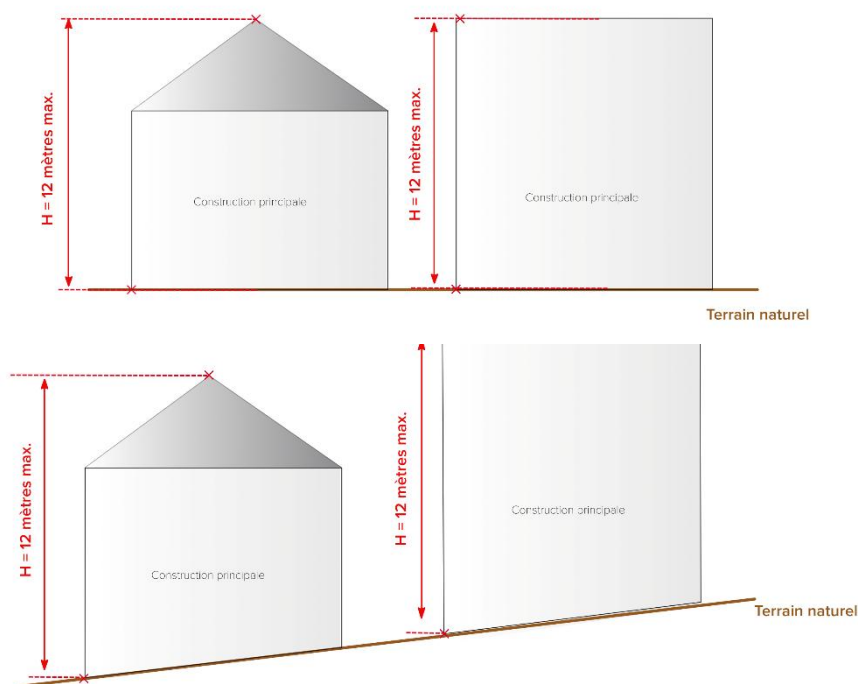 H = 12 mètres max.
Construction principale
H = 12 mètres max.
Construction principale
Terrain naturel
H = 12 mètres max.
Construction principale
H = 12 mètres max.
Construction principale
Terrain naturel